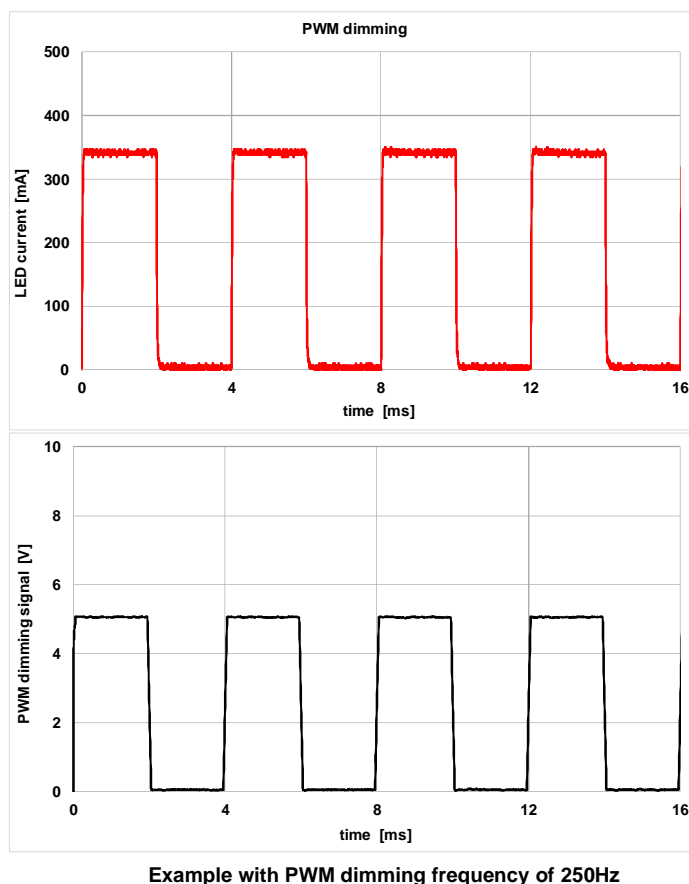 PWM dimming
500
400
300
200
100
0
LED current [mA]
0 4 8 12 16
time [ms]
10
8
6
4
2
0
PWM dimming signal [V]
0 4 8 12 16
time [ms]
Example with PWM dimming frequency of 250Hz